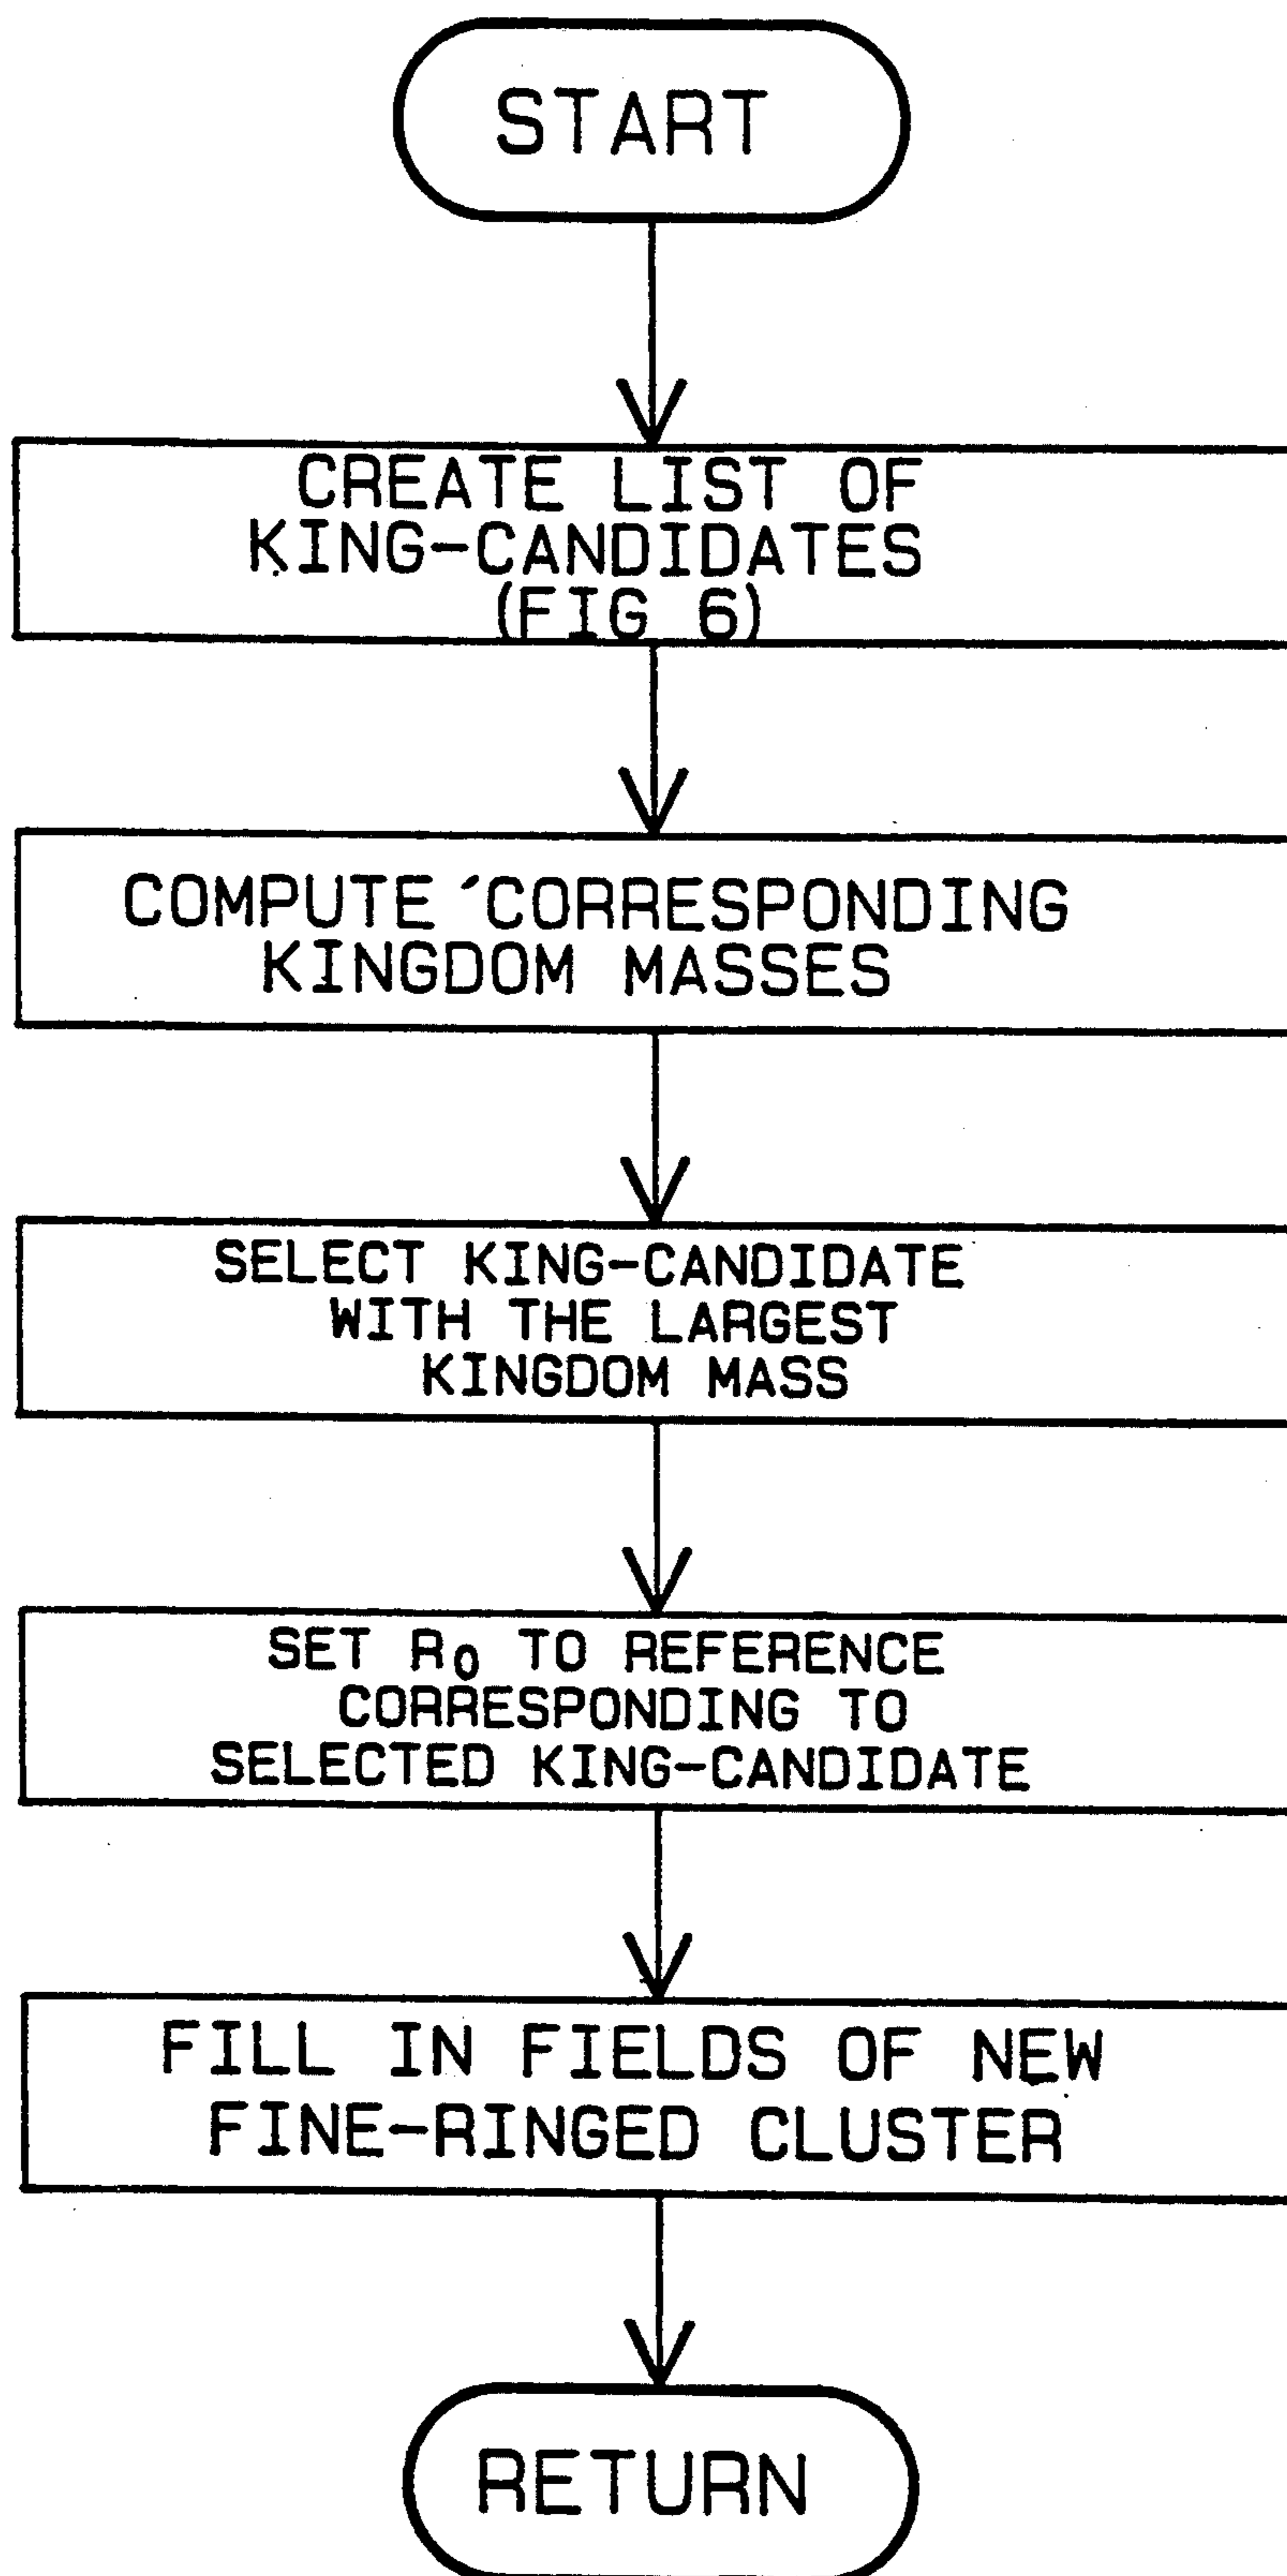 START
CREATE LIST OF
KING-CANDIDATES
(FIG 6)
COMPUTE CORRESPONDING
KINGDOM MASSES
SELECT KING-CANDIDATE
WITH THE LARGEST
KINGDOM MASS
SET R₀ TO REFERENCE
CORRESPONDING TO
SELECTED KING-CANDIDATE
FILL IN FIELDS OF NEW
FINE-RINGED CLUSTER
RETURN